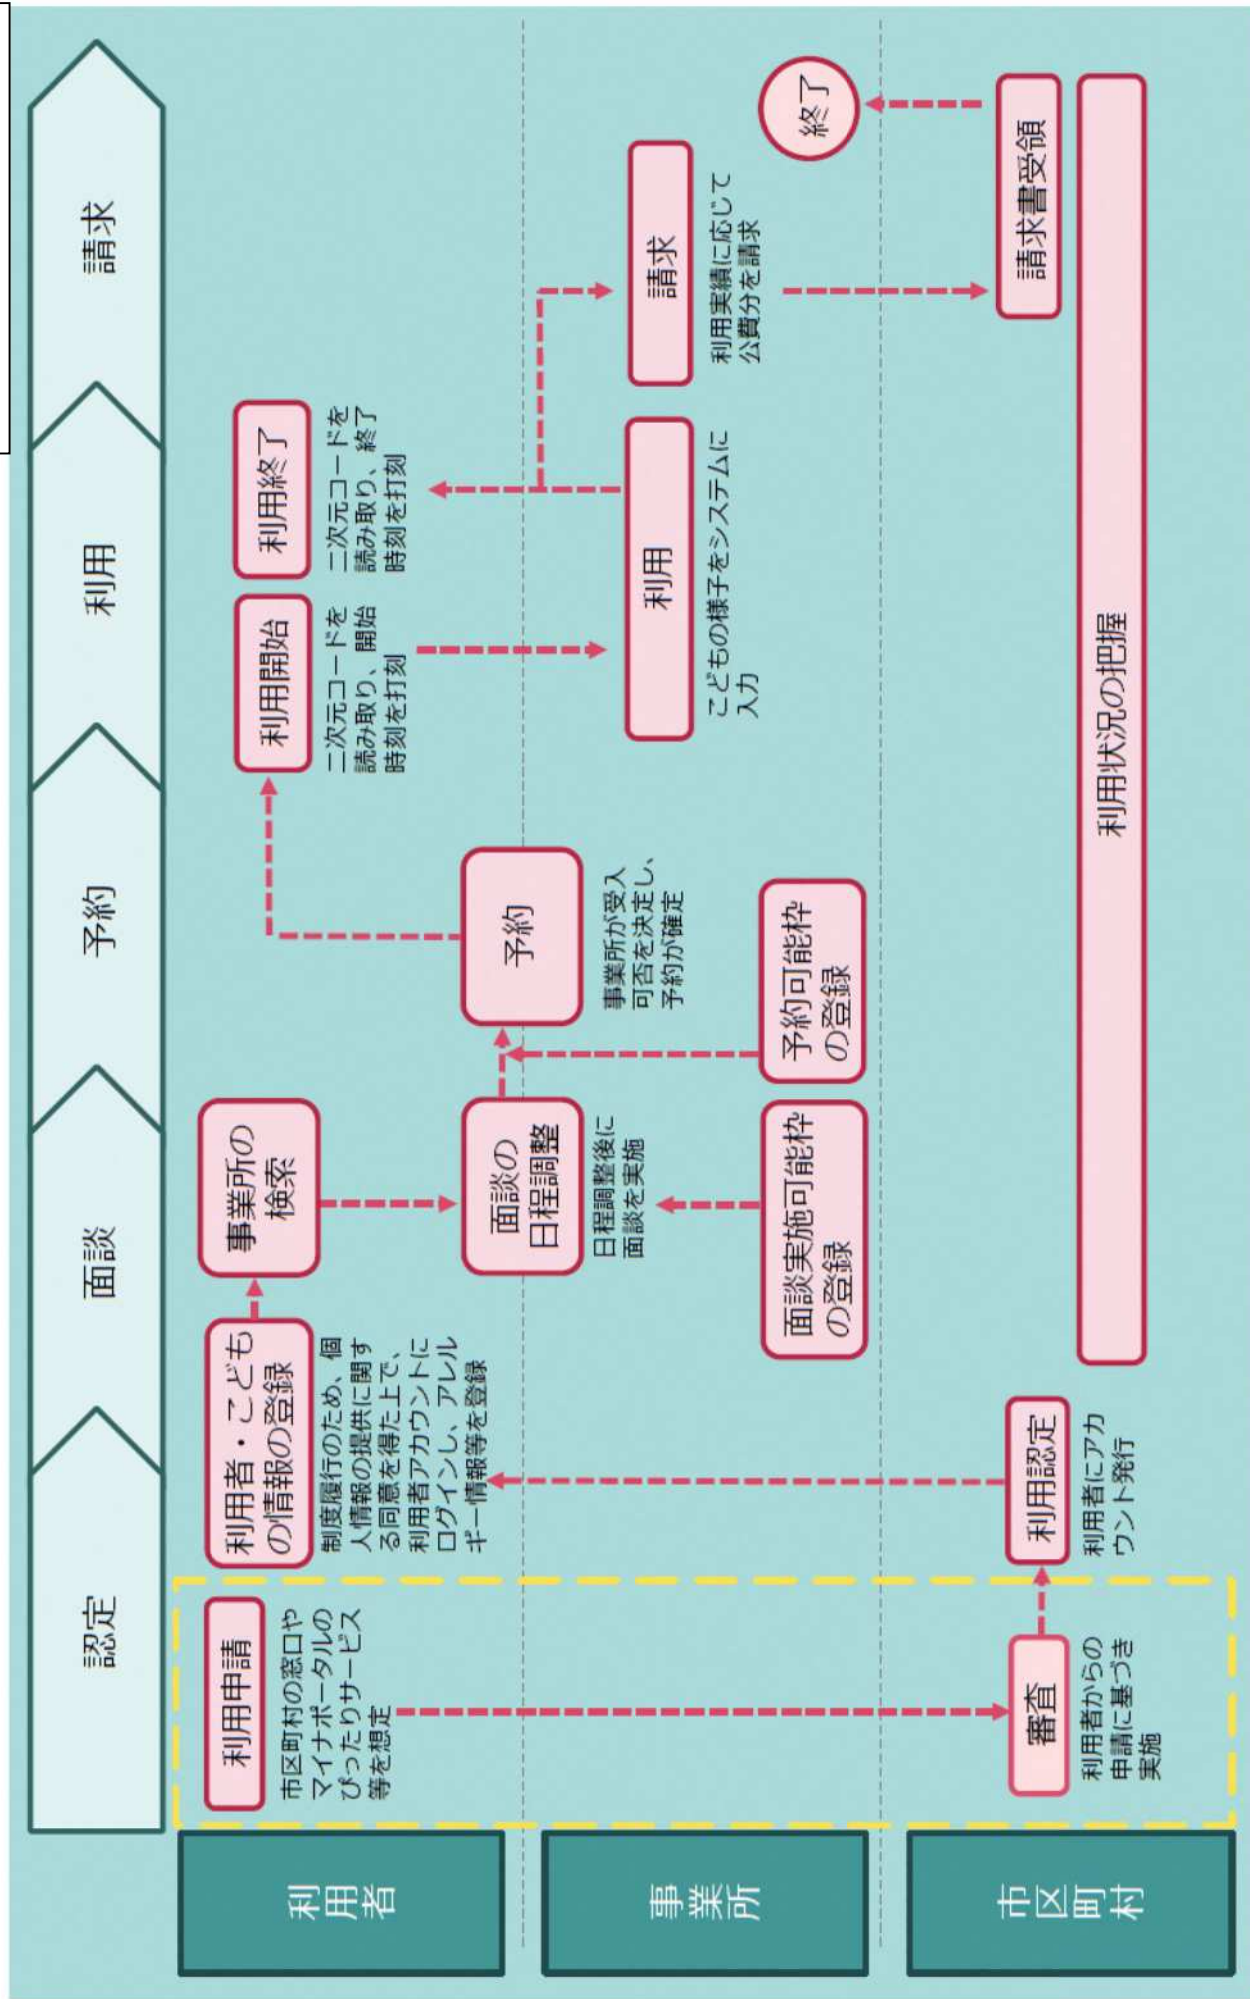 認定
面談
予約
利用
請求
利用者
利用申請
市区町村の窓口や
マイナポータルの
ぴったりサービス
等を想定
利用者・こども
の情報の登録
制度履行のため、個
人情報の提供に関す
る同意を得た上で、
利用者アカウントに
ログインし、アレル
ギー情報等を登録
事業所の
検索
利用開始
二次元コードを
読み取り、開始
時刻を打刻
利用終了
二次元コードを
読み取り、終了
時刻を打刻
事業所
面談の
日程調整
日程調整後に
面談を実施
予約
事業所が受入
可否を決定し、
予約が確定
面談実施可能枠
の登録
予約可能枠
の登録
利用
こどもの様子をシステムに
入力
請求
利用実績に応じて
公費分を請求
終了
市区町村
審査
利用者からの
申請に基づき
実施
利用認定
利用者にアカ
ウント発行
請求書受領
利用状況の把握